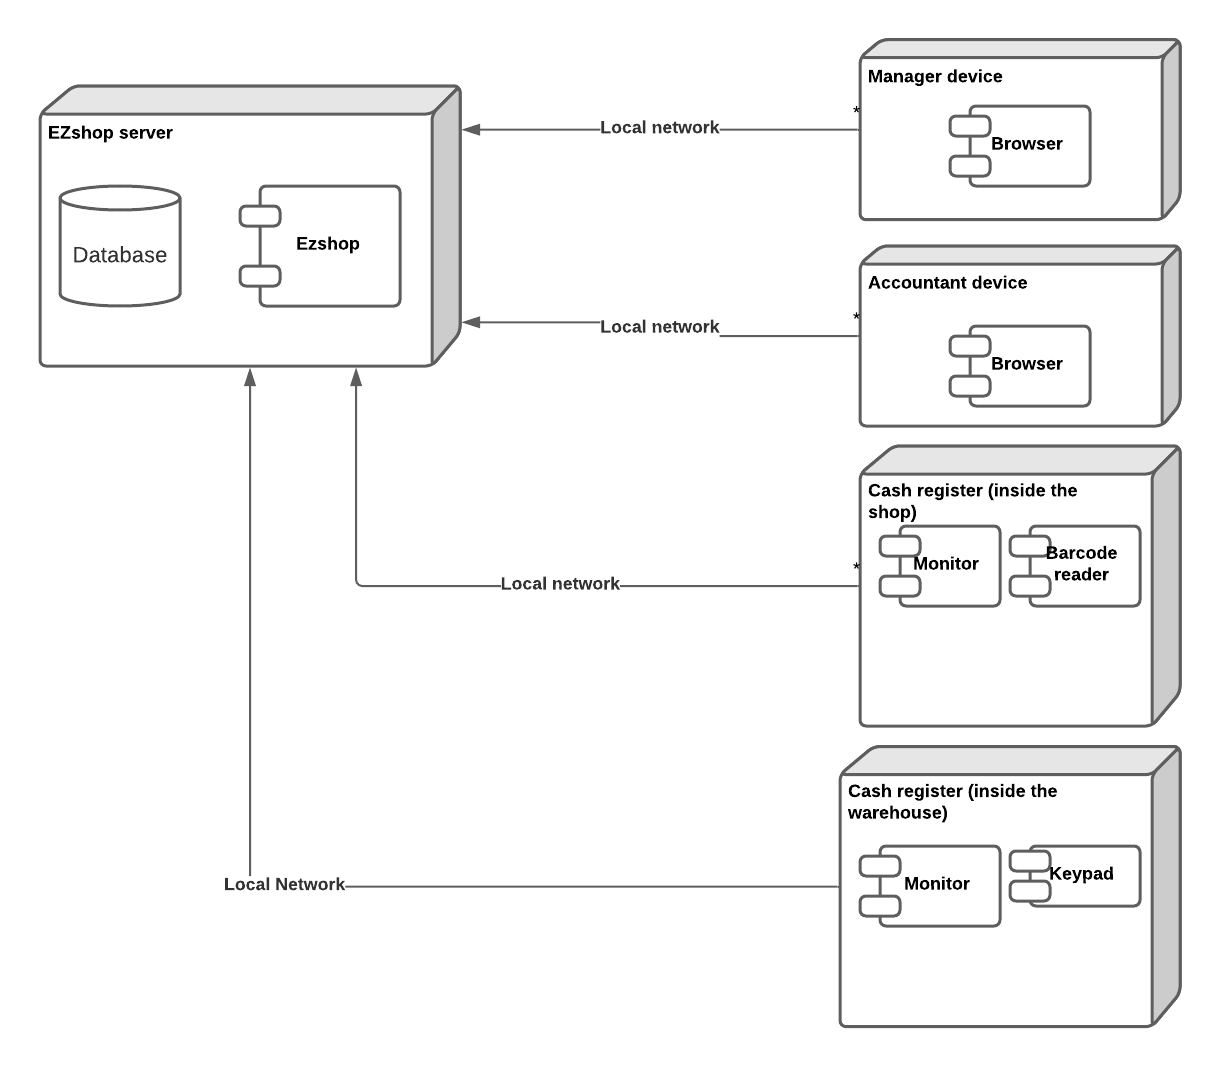 EZshop server
Database
Ezshop
Local network
*
Manager device
Browser
Local network
*
Accountant device
Browser
Local network
*
Cash register (inside the
shop)
Monitor
Barcode
reader
Local Network
Cash register (inside the
warehouse)
Monitor
Keypad